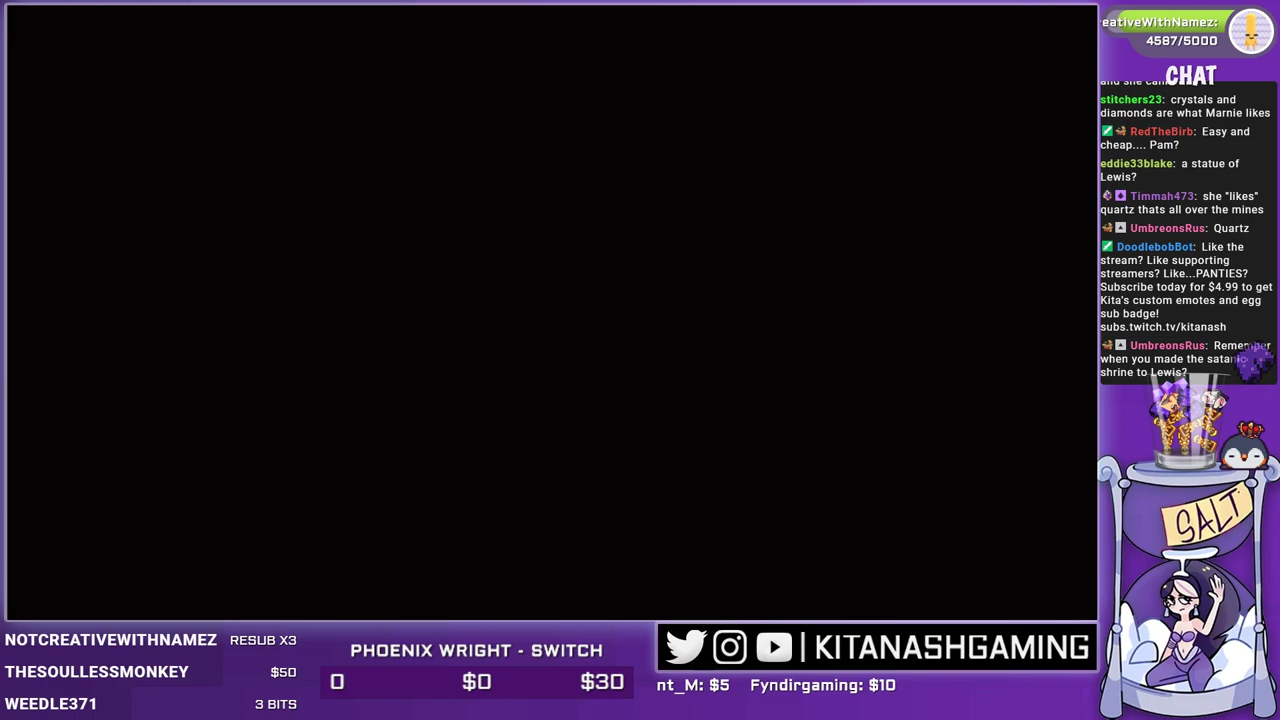 eativeWithNamez:
4587/5000
CHAT
stitchers23: crystals and
diamonds are what Marnie likes
RedTheBirb: Easy and
cheap.... Pam?
eddie33blake: a statue of
Lewis?
Timmah473: she "likes"
quartz thats all over the mines
UmbreonsRus: Quartz
DoodlebobBot: Like the
stream? Like supporting
streamers? Like...PANTIES?
Subscribe today for $4.99 to get
Kita's custom emotes and egg
sub badge!
subs.twitch.tv/kitanash
UmbreonsRus: Remember
when you made the satanic
shrine to Lewis?
SALT
NOTCREATIVEWITHNAMEZ RESUB X3
THESOULLESSMONKEY $50
WEEDLE371 3 BITS
PHOENIX WRIGHT - SWITCH
0 $0 $30
| KITANASHGAMING
nt_M: $5 Fyndirgaming: $10